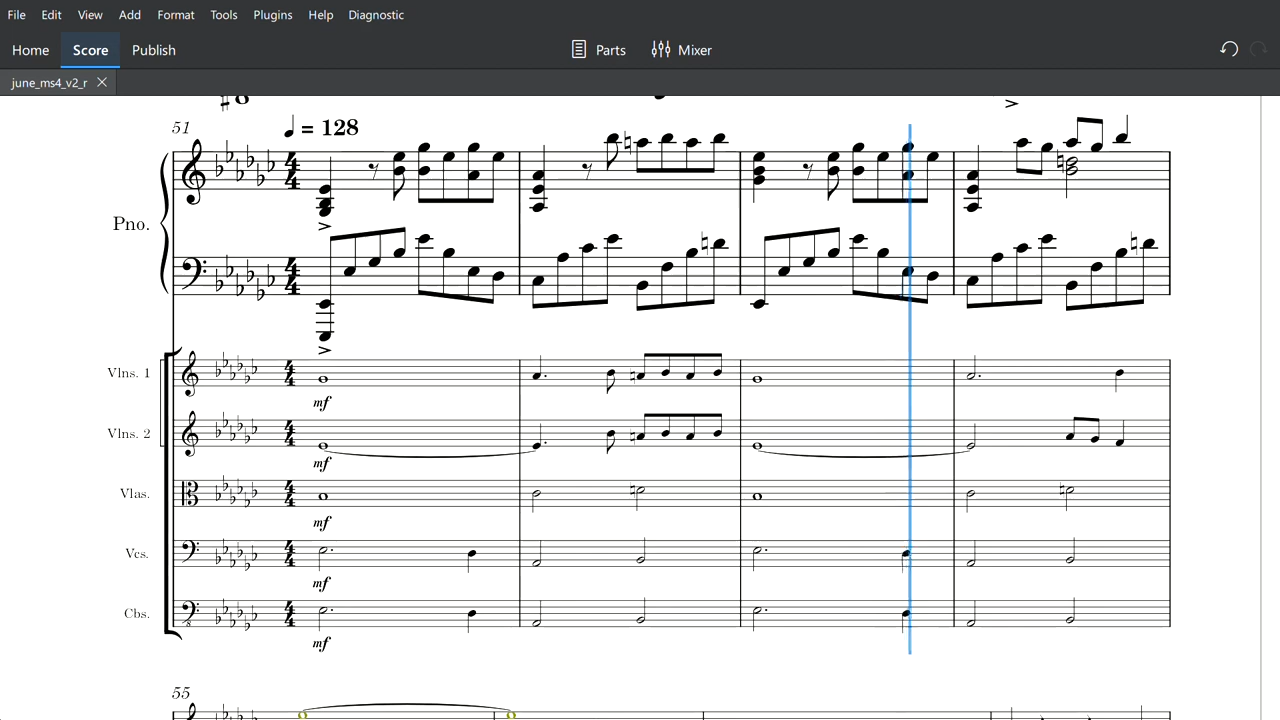 File Edit View Add Format Tools Plugins Help Diagnostic
Home Score Publish Parts Mixer
june_ms4_v2_r
51
= 128
Pno.
Vlns. 1
mf
Vlns. 2
mf
Vlas.
mf
Vcs.
mf
Cbs.
mf
55